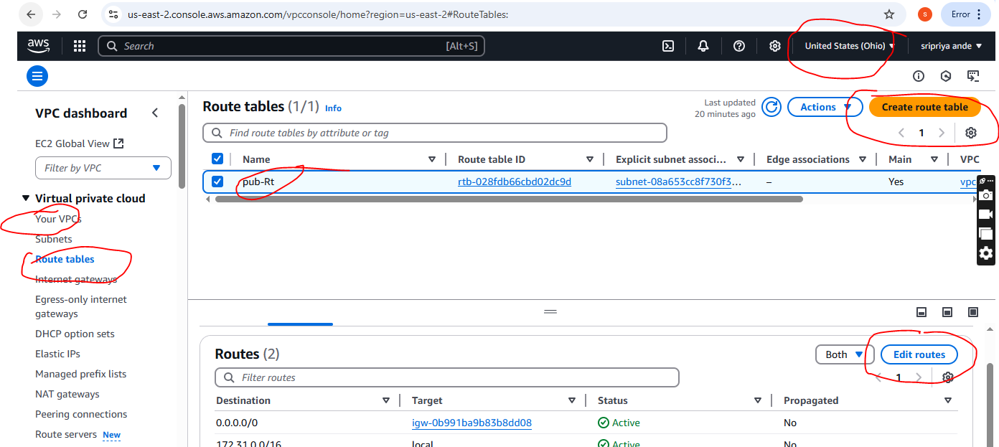 us-east-2.console.aws.amazon.com/vpcconsole/home?region=us-east-2#RouteTables:
S
Error
aws
Search
[Alt+S]
United States (Ohio)
sripriya ande
VPC dashboard
EC2 Global View
Filter by VPC
Virtual private cloud
Your VPCs
Subnets
Route tables
Internet gateways
Egress-only internet
gateways
DHCP option sets
Elastic IPs
Managed prefix lists
NAT gateways
Peering connections
Route servers New
Route tables (1/1) Info
Last updated
20 minutes ago
Actions
Create route table
Find route tables by attribute or tag
1
Name Route table ID Explicit subnet associ... Edge associations Main VPC
pub-Rt rtb-028fdb66cbd02dc9d subnet-08a653cc8f730f3... – Yes vpc
Routes (2)
Both
Edit routes
Filter routes
1
Destination Target Status Propagated
0.0.0.0/0 igw-0b991ba9b83b8dd08 Active No
172.31.0.0/16 local Active No